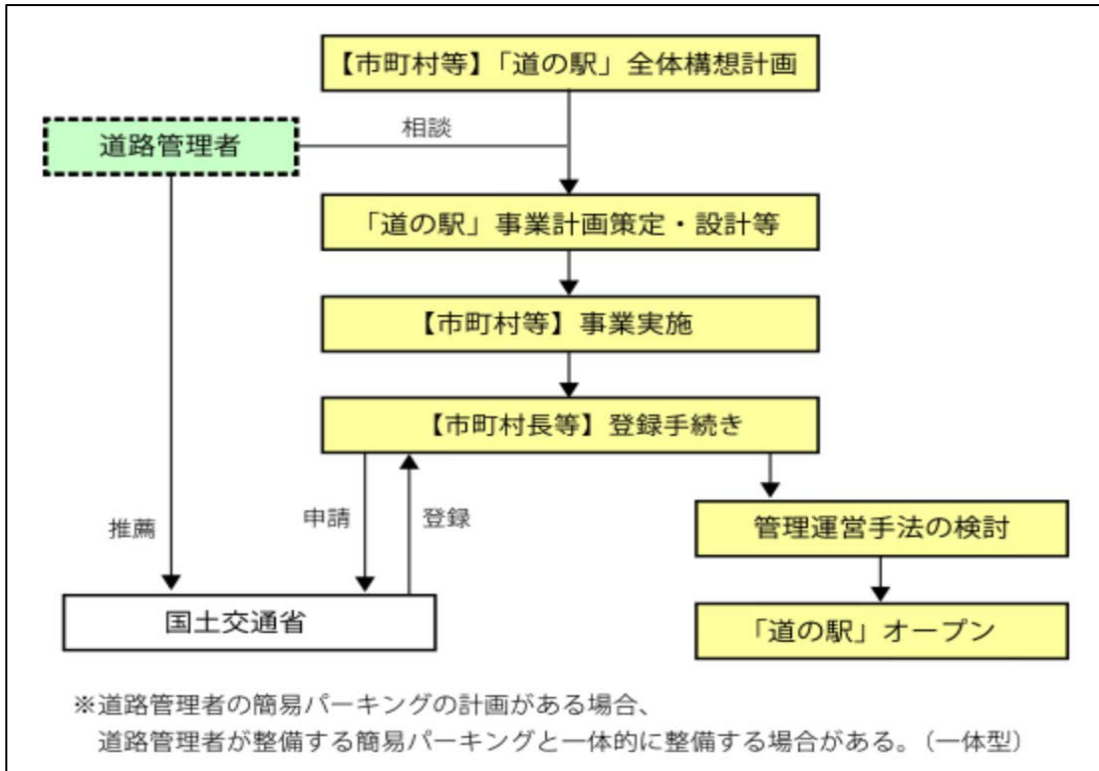 【市町村等】「道の駅」全体構想計画
相談
道路管理者
「道の駅」事業計画策定・設計等
【市町村等】事業実施
【市町村長等】登録手続き
推薦
申請
登録
管理運営手法の検討
国土交通省
「道の駅」オープン
※道路管理者の簡易パーキングの計画がある場合、
道路管理者が整備する簡易パーキングと一体的に整備する場合がある。（一体型）